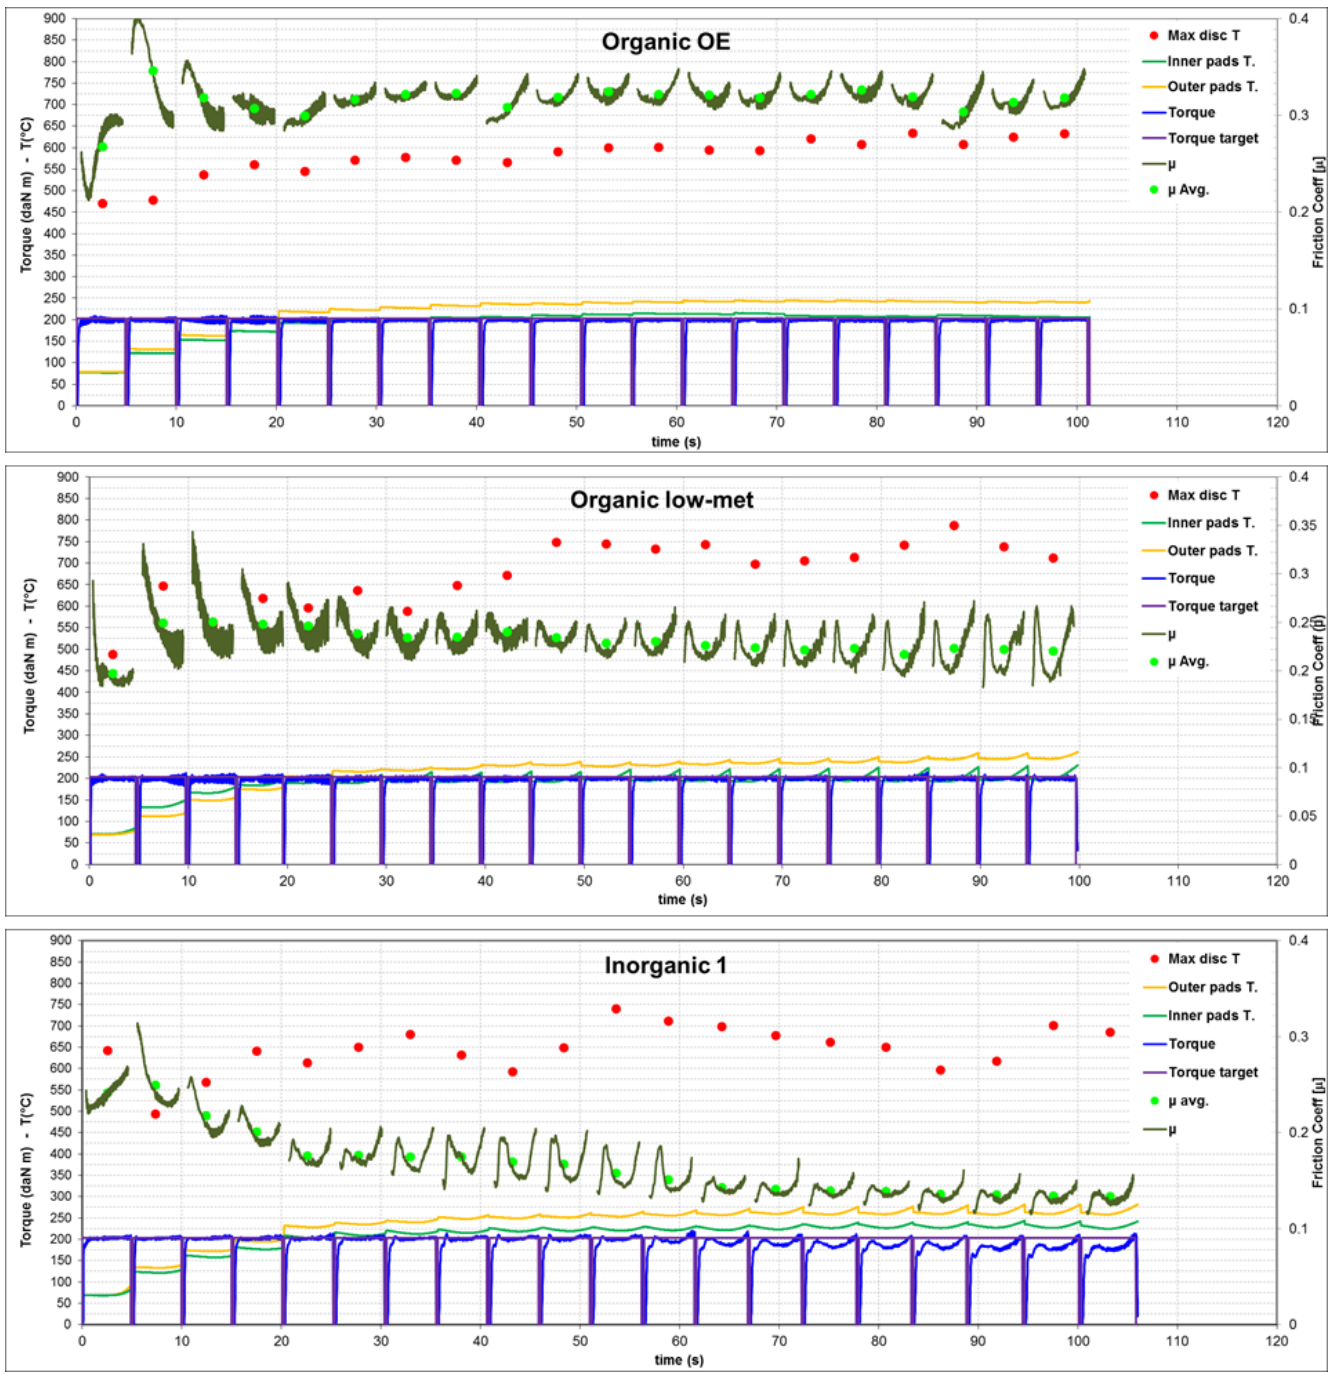 Organic OE
Torque (daN m) - T(°C)
900
850
800
750
700
650
600
550
500
450
400
350
300
250
200
150
100
50
0
0 10 20 30 40 50 60 70 80 90 100 110 120
time (s)
0.4
0.3
0.2
0.1
0
Friction Coeff [µ]
Max disc T
Inner pads T.
Outer pads T.
Torque
Torque target
µ
µ Avg.
Organic low-met
Torque (daN m) - T(°C)
900
850
800
750
700
650
600
550
500
450
400
350
300
250
200
150
100
50
0
0 10 20 30 40 50 60 70 80 90 100 110 120
time (s)
0.4
0.35
0.3
0.25
0.2
0.15
0.1
0.05
0
Friction Coeff (µ)
Max disc T
Inner pads T.
Outer pads T.
Torque
Torque target
µ
µ Avg.
Inorganic 1
Torque (daN m) - T(°C)
900
850
800
750
700
650
600
550
500
450
400
350
300
250
200
150
100
50
0
0 10 20 30 40 50 60 70 80 90 100 110 120
time (s)
0.4
0.3
0.2
0.1
0
Friction Coeff [µ]
Max disc T
Outer pads T.
Inner pads T.
Torque
Torque target
µ avg.
µ